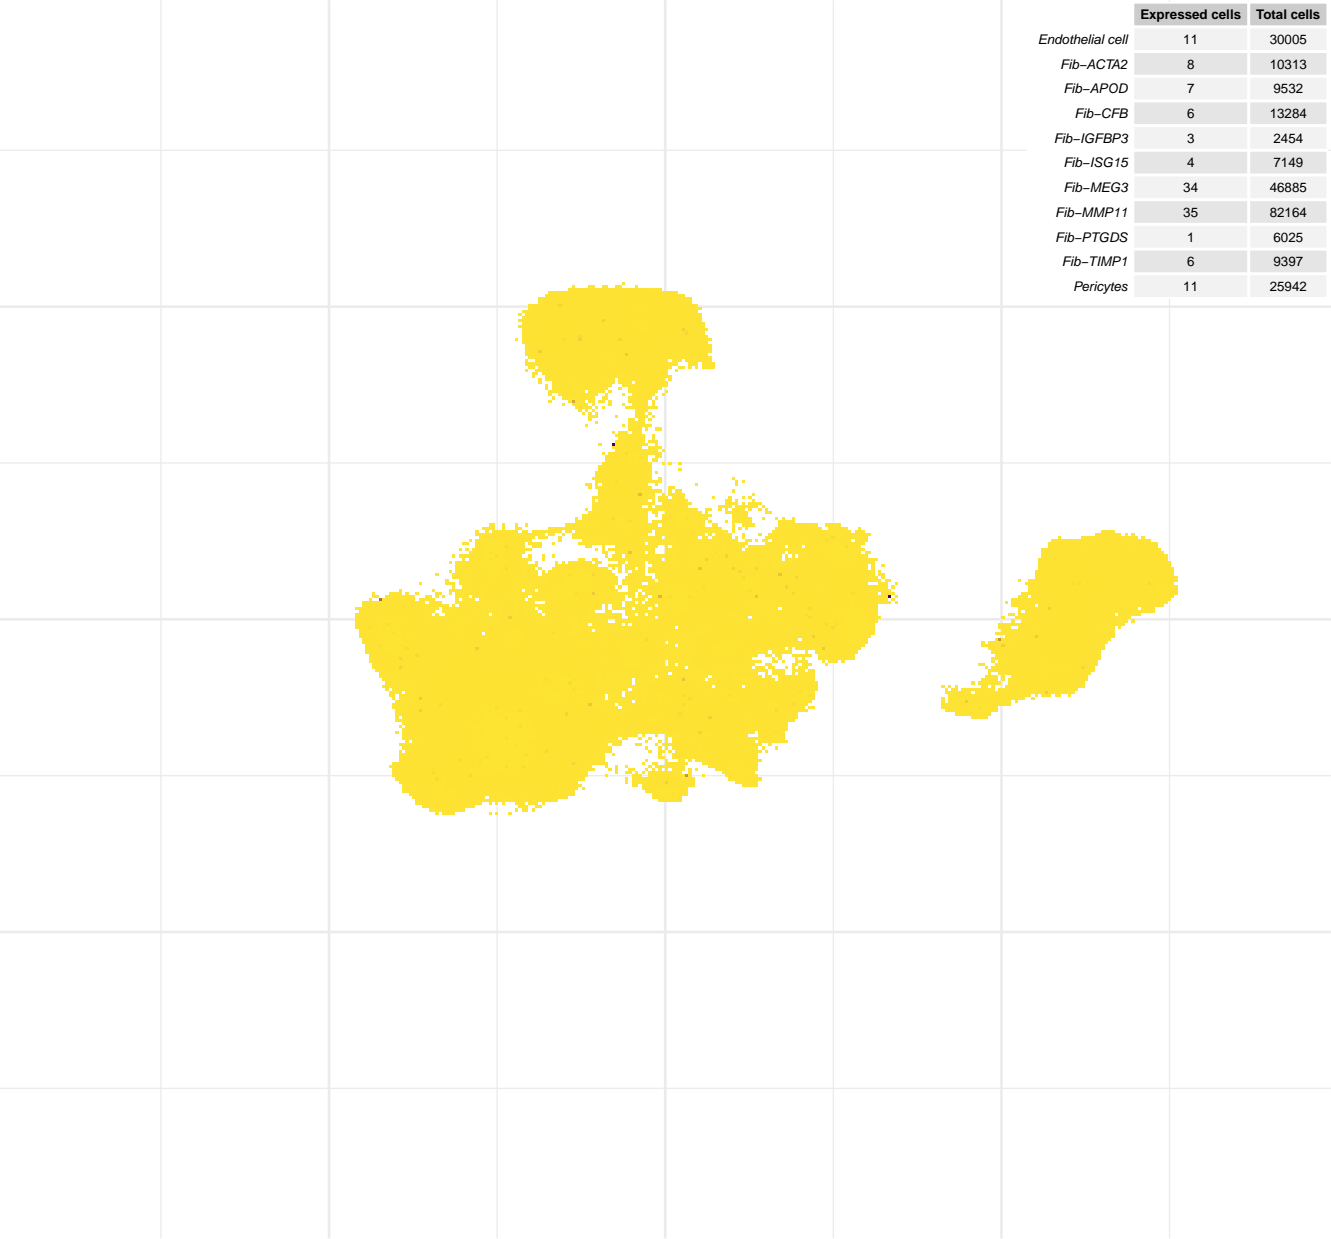 Expressed cells Total cells
Endothelial cell 11 30005
Fib−ACTA2 8 10313
Fib−APOD 7 9532
Fib−CFB 6 13284
Fib−IGFBP3 3 2454
Fib−ISG15 4 7149
Fib−MEG3 34 46885
Fib−MMP11 35 82164
Fib−PTGDS 1 6025
Fib−TIMP1 6 9397
Pericytes 11 25942